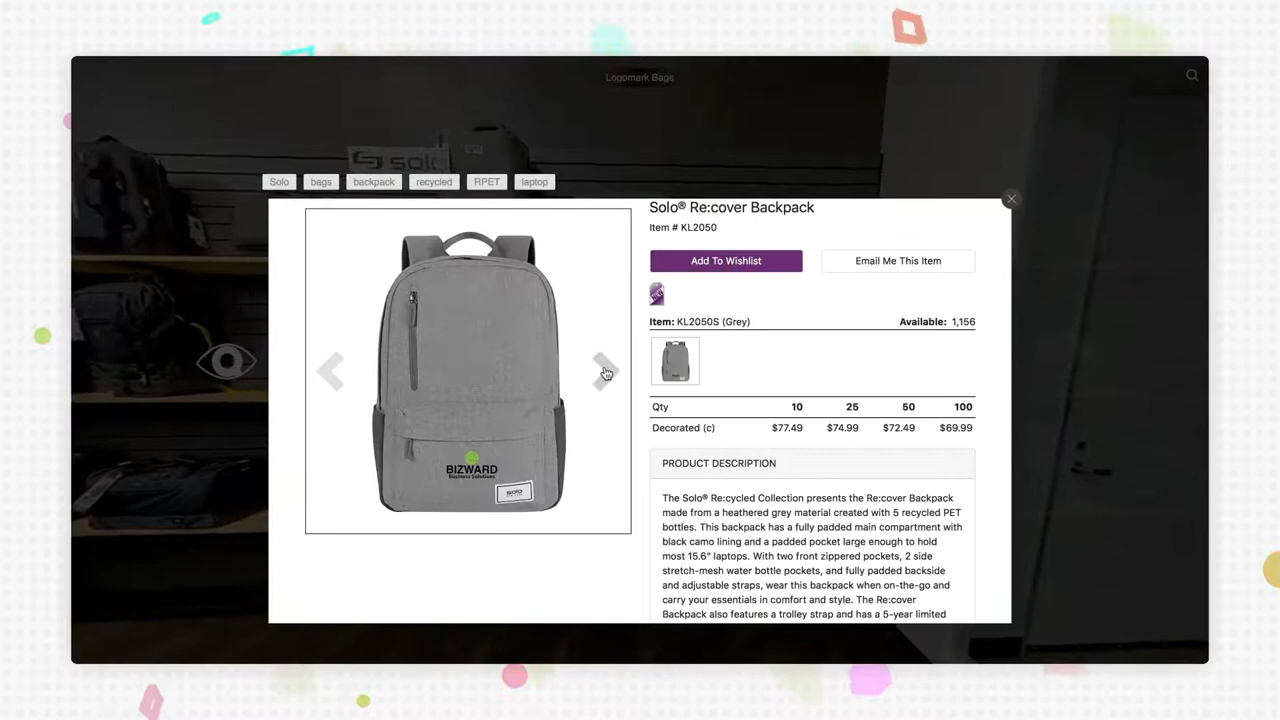 Logomark Bags
solo
Solo
bags
backpack
recycled
RPET
laptop
Solo® Re:cover Backpack
Item # KL2050
Add To Wishlist
Email Me This Item
Item: KL2050S (Grey)
Available: 1,156
Qty 10 25 50 100
Decorated (c) $77.49 $74.99 $72.49 $69.99
PRODUCT DESCRIPTION
The Solo® Re:cycled Collection presents the Re:cover Backpack
made from a heathered grey material created with 5 recycled PET
bottles. This backpack has a fully padded main compartment with
black camo lining and a padded pocket large enough to hold
most 15.6" laptops. With two front zippered pockets, 2 side
stretch-mesh water bottle pockets, and fully padded backside
and adjustable straps, wear this backpack when on-the-go and
carry your essentials in comfort and style. The Re:cover
Backpack also features a trolley strap and has a 5-year limited
BIZWARD
Business Solutions
solo